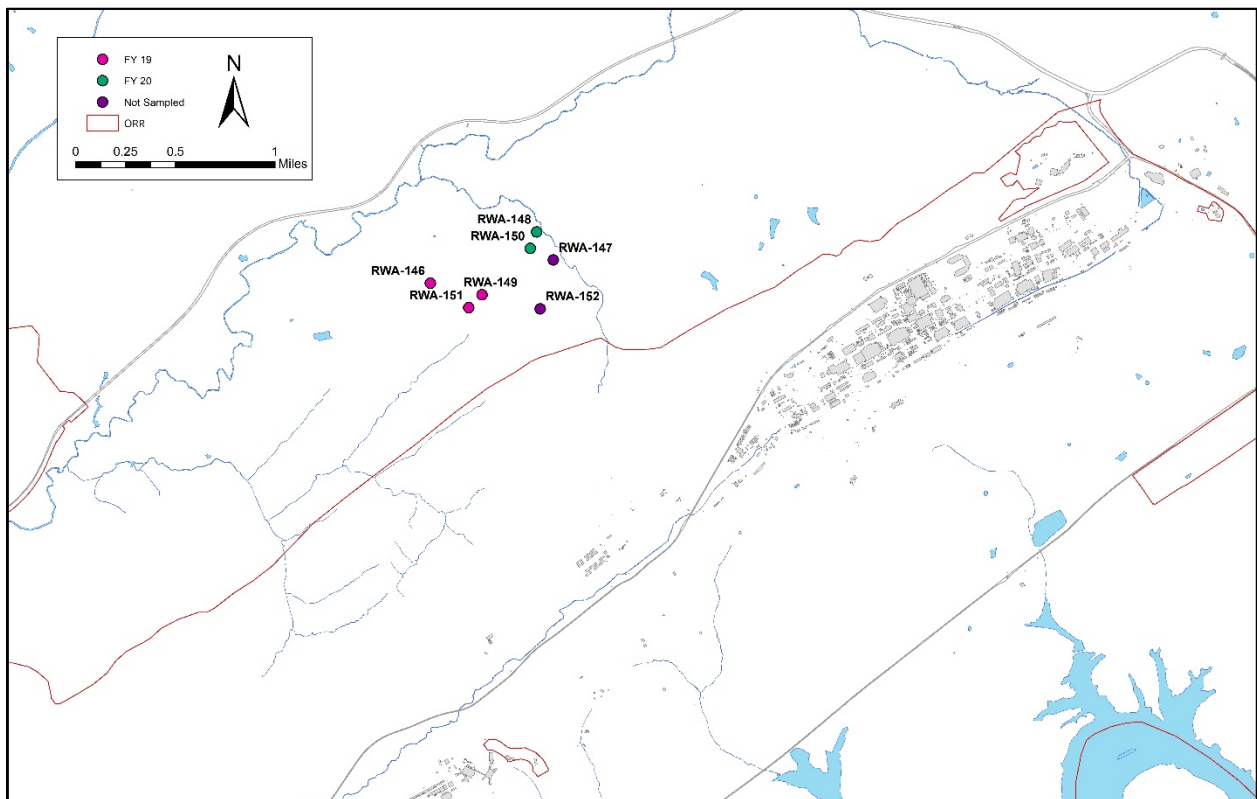 FY 19
N
FY 20
Not Sampled
ORR
0 0.25 0.5 1
Miles
RWA-148
RWA-150
RWA-147
RWA-146
RWA-149
RWA-151
RWA-152